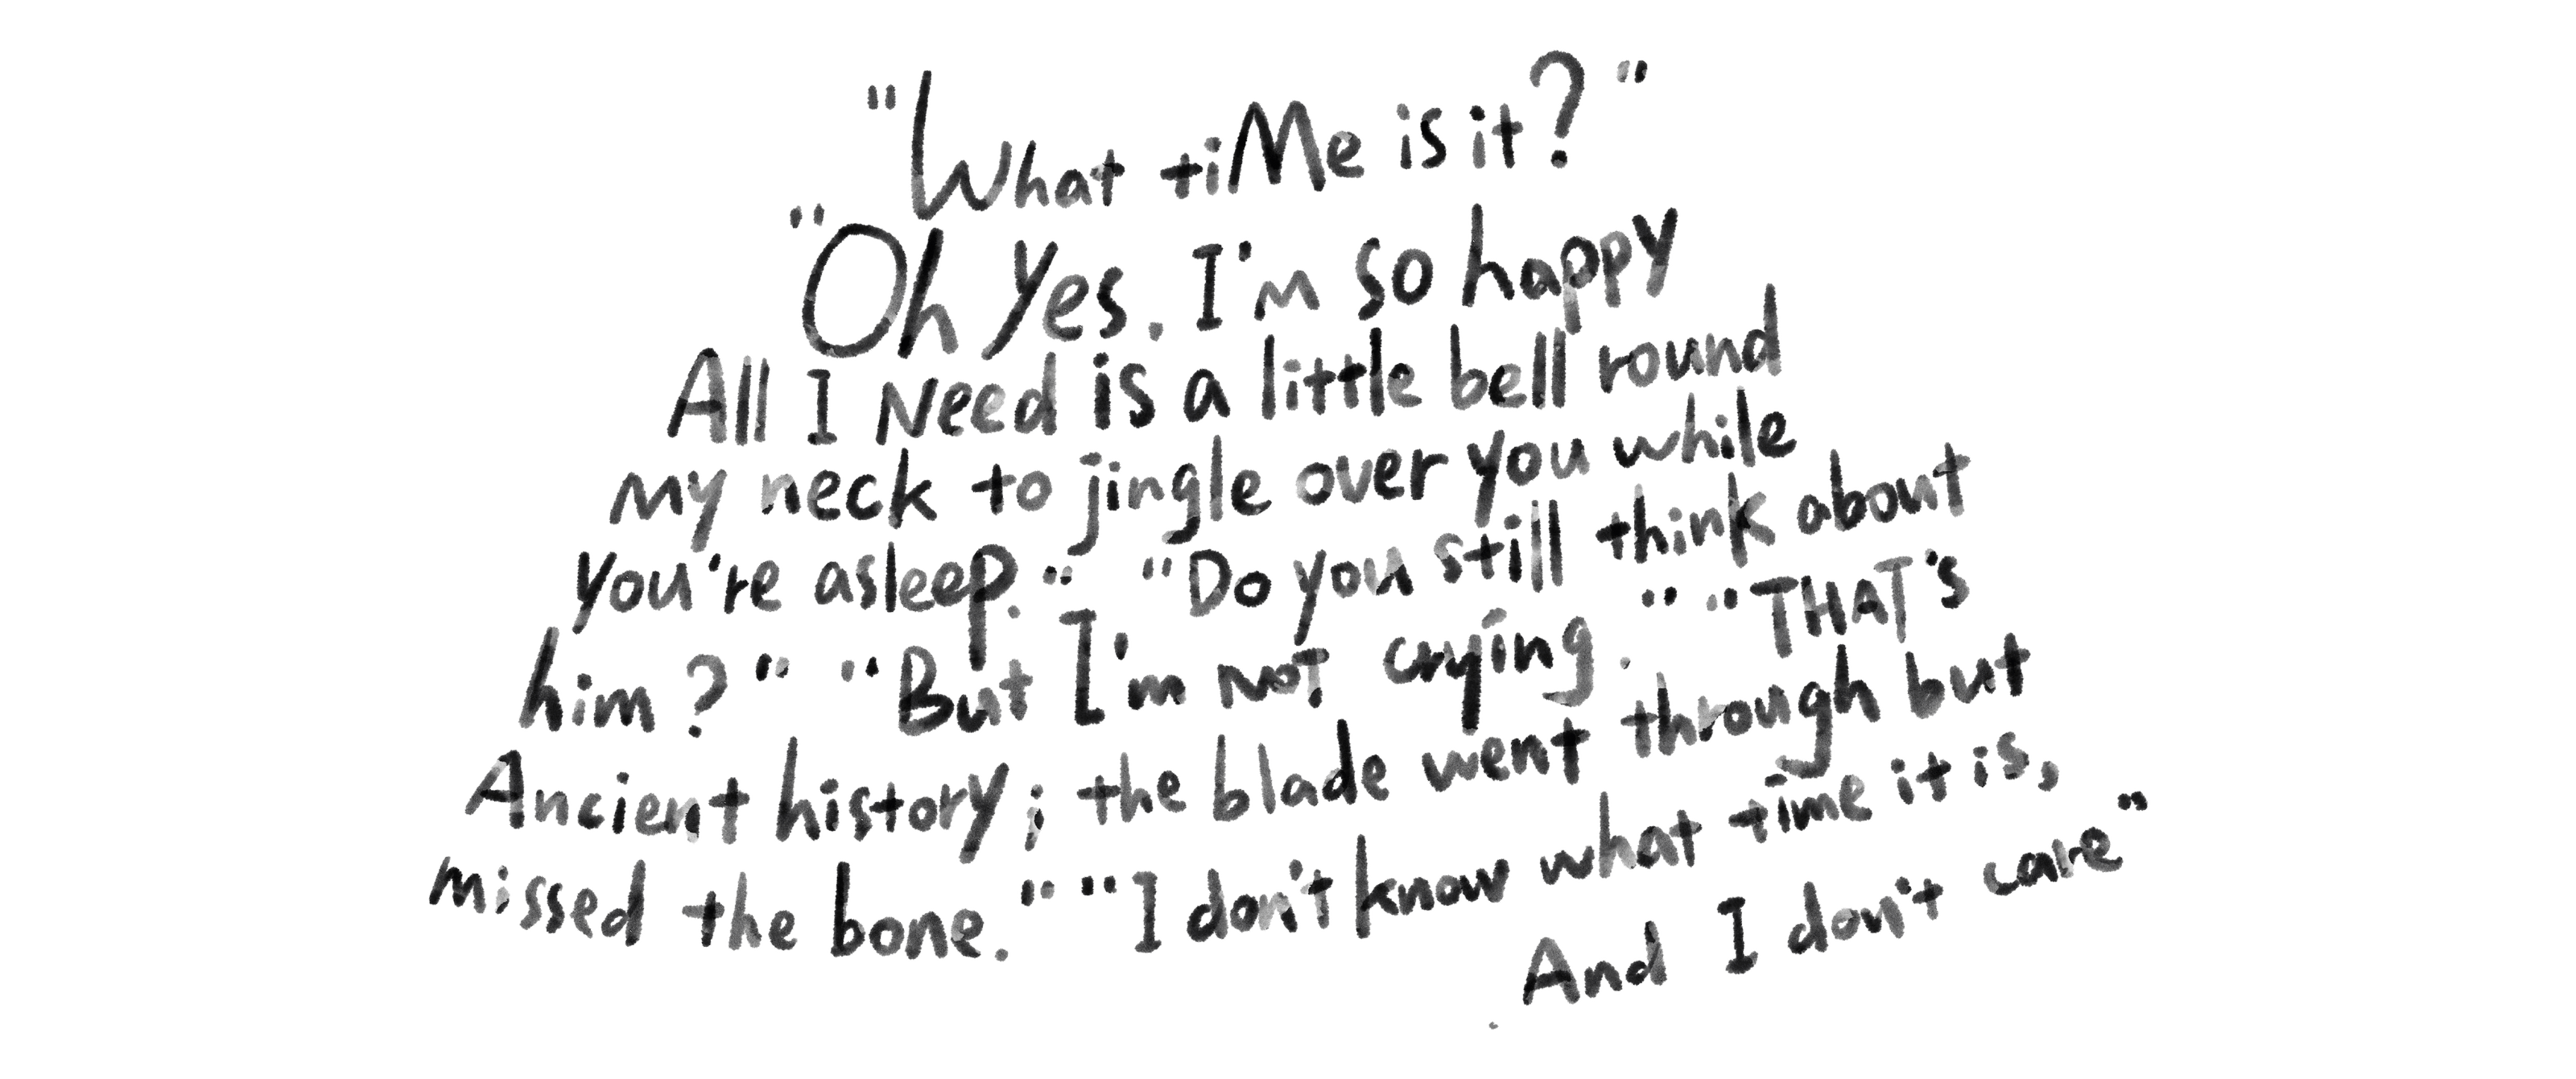 "What tiMe is it?"
"Oh Yes. I'm so happy
All I Need is a little bell round
my neck to jingle over you while
you're asleep." "Do you still think about
him?" "But I'm noT crying." "THAT's
Ancient history; the blade went through but
missed the bone." "I don't know what time it is,
And I don't care"